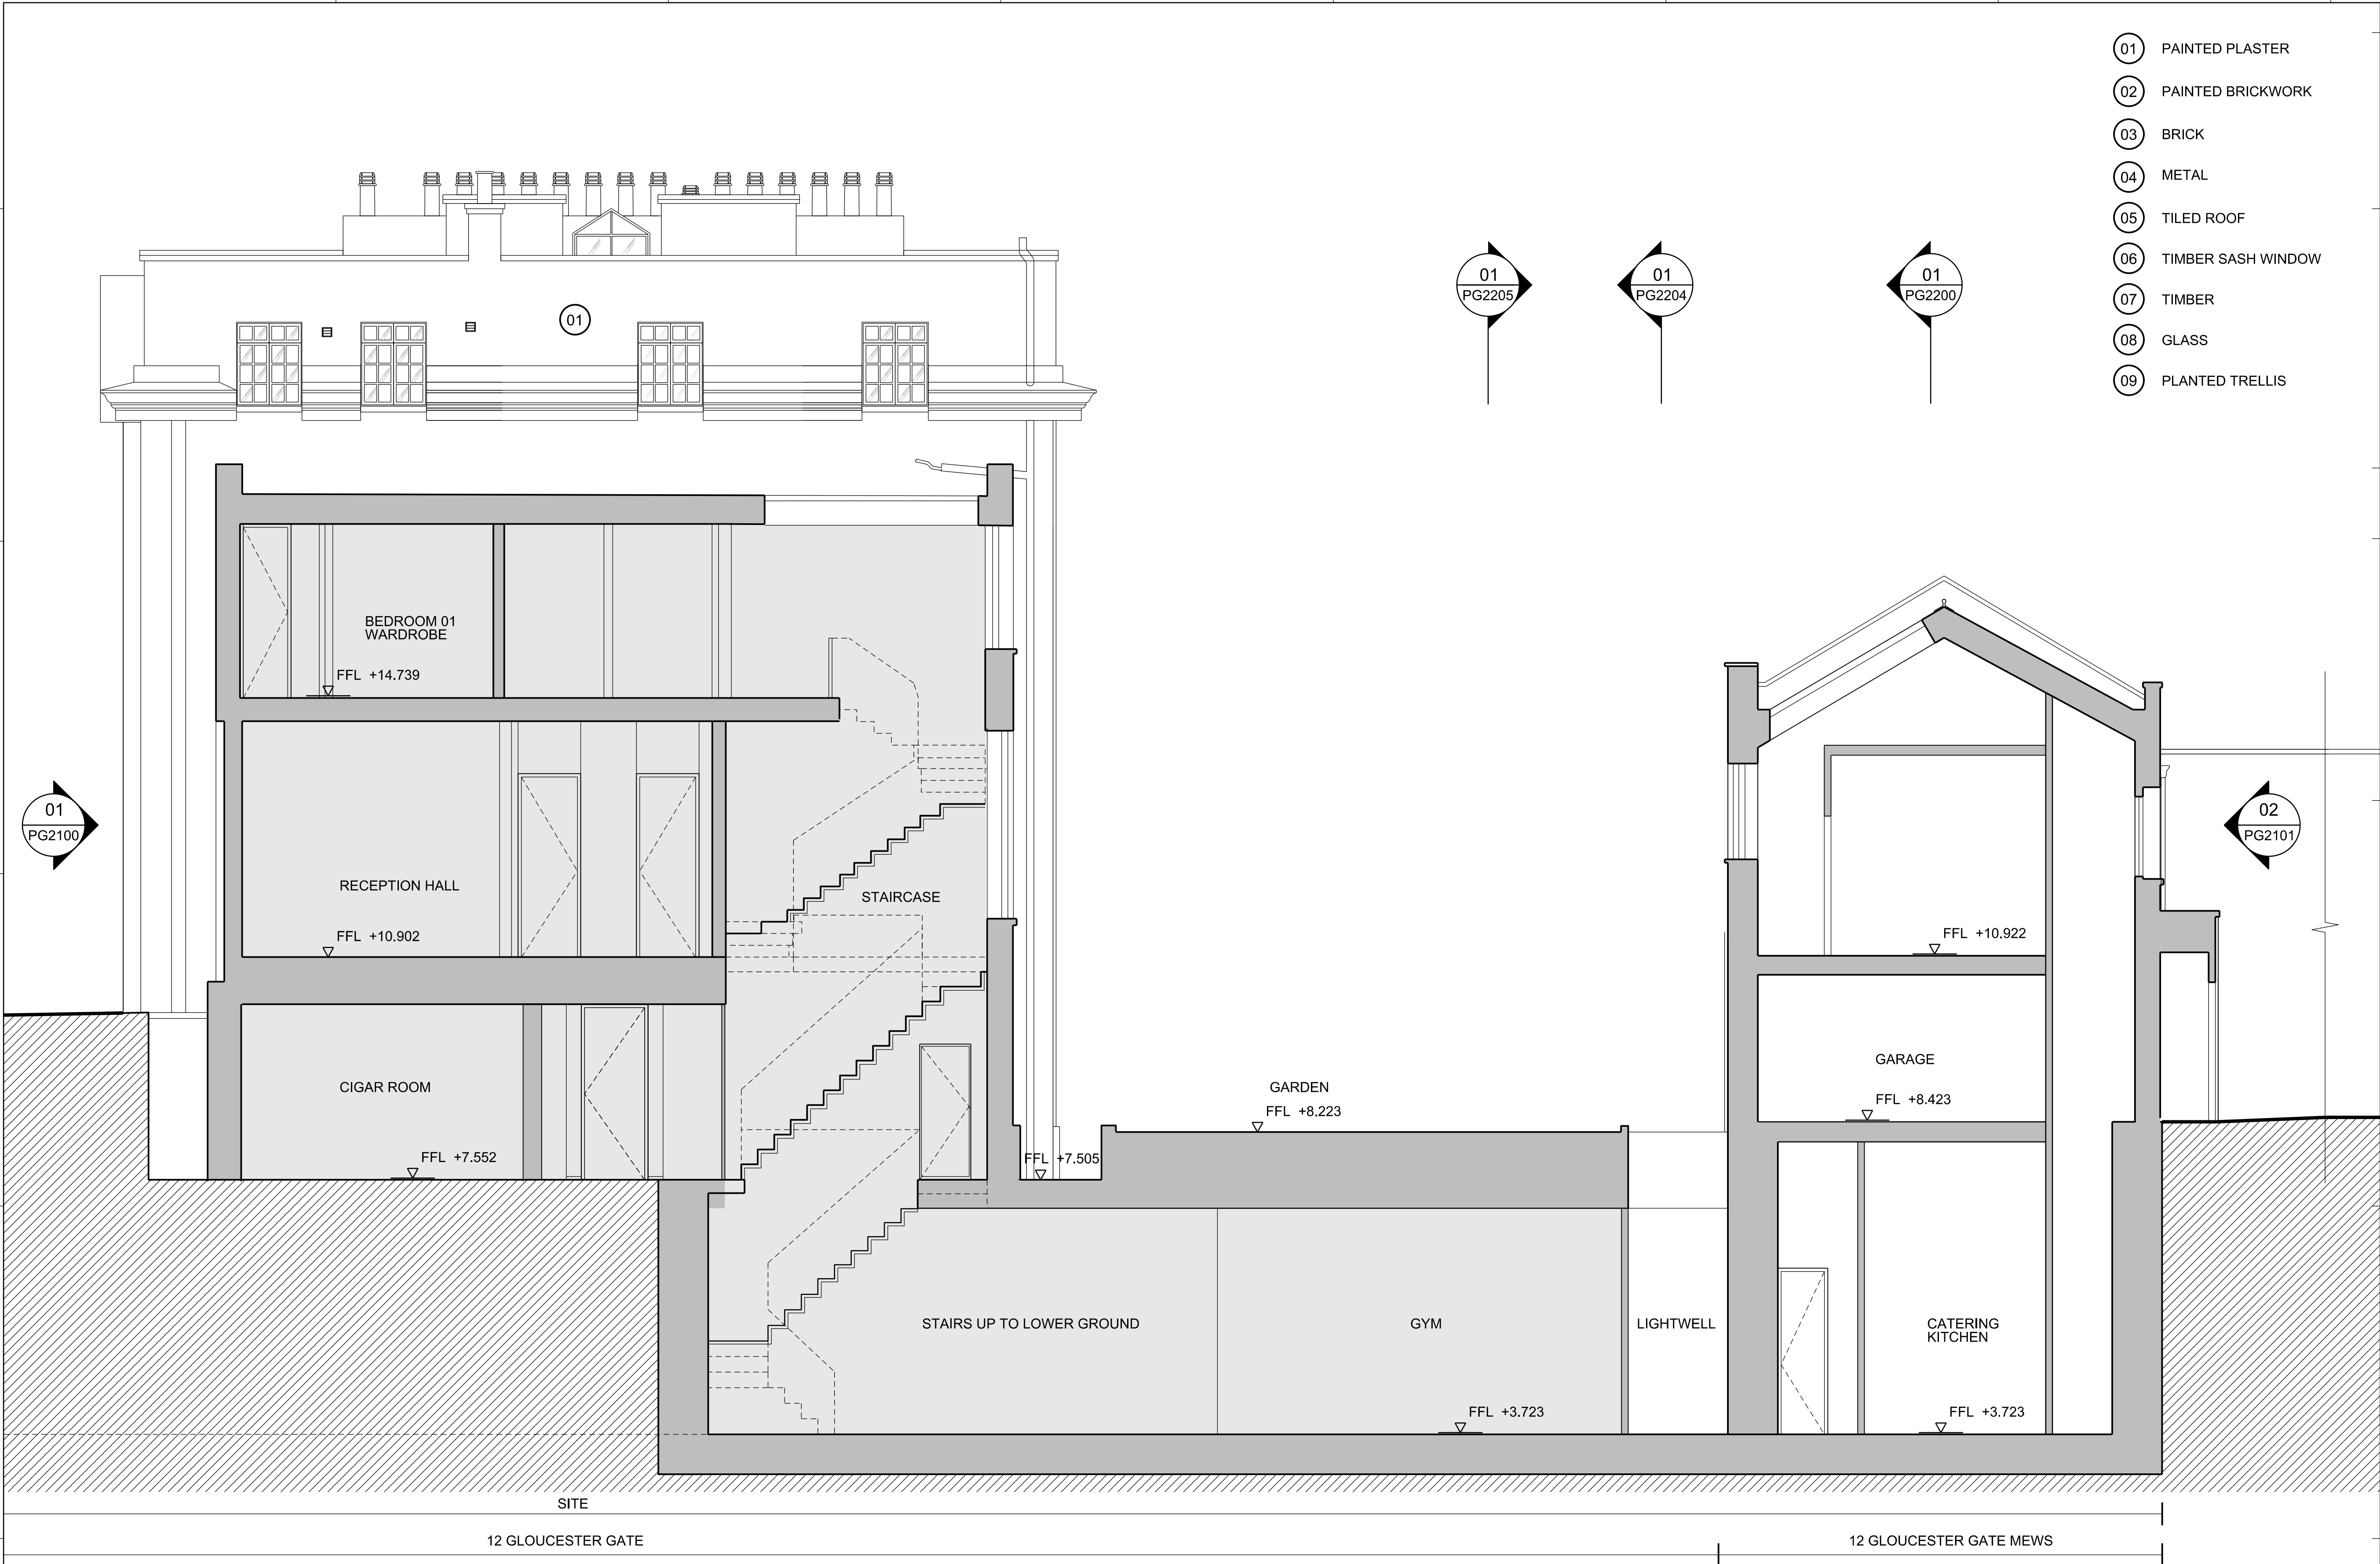 01 PAINTED PLASTER
02 PAINTED BRICKWORK
03 BRICK
04 METAL
05 TILED ROOF
06 TIMBER SASH WINDOW
07 TIMBER
08 GLASS
09 PLANTED TRELLIS
01
PG2205
01
PG2204
01
PG2200
01
BEDROOM 01
WARDROBE
FFL +14.739
01
PG2100
RECEPTION HALL
FFL +10.902
STAIRCASE
02
PG2101
FFL +10.922
CIGAR ROOM
FFL +7.552
GARDEN
FFL +8.223
FFL +7.505
GARAGE
FFL +8.423
STAIRS UP TO LOWER GROUND
GYM
LIGHTWELL
CATERING
KITCHEN
FFL +3.723
FFL +3.723
SITE
12 GLOUCESTER GATE
12 GLOUCESTER GATE MEWS